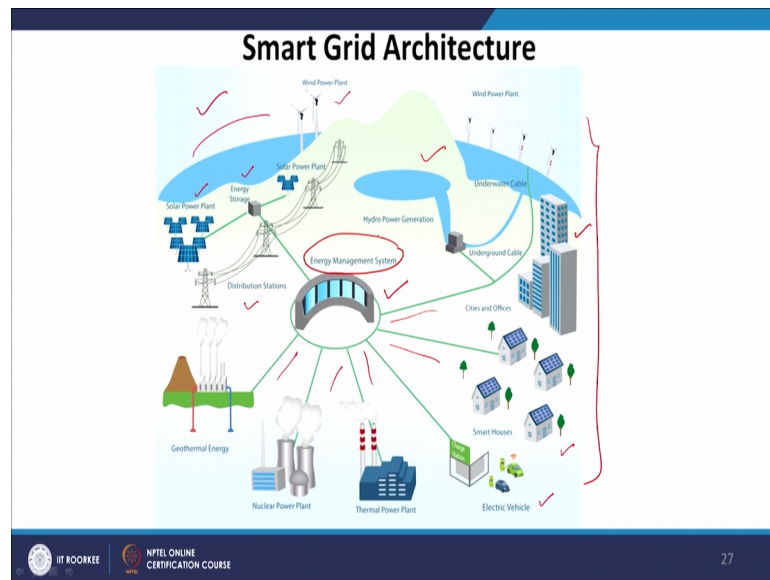 Smart Grid Architecture
Wind Power Plant
Wind Power Plant
Solar Power Plant
Energy
Storage
Solar Power Plant
Underwater Cable
Hydro Power Generation
Underground Cable
Energy Management System
Distribution Stations
Cities and Offices
Smart Houses
Geothermal Energy
Charge
Station
Nuclear Power Plant
Thermal Power Plant
Electric Vehicle
IIT ROORKEE
NPTEL ONLINE
CERTIFICATION COURSE
27